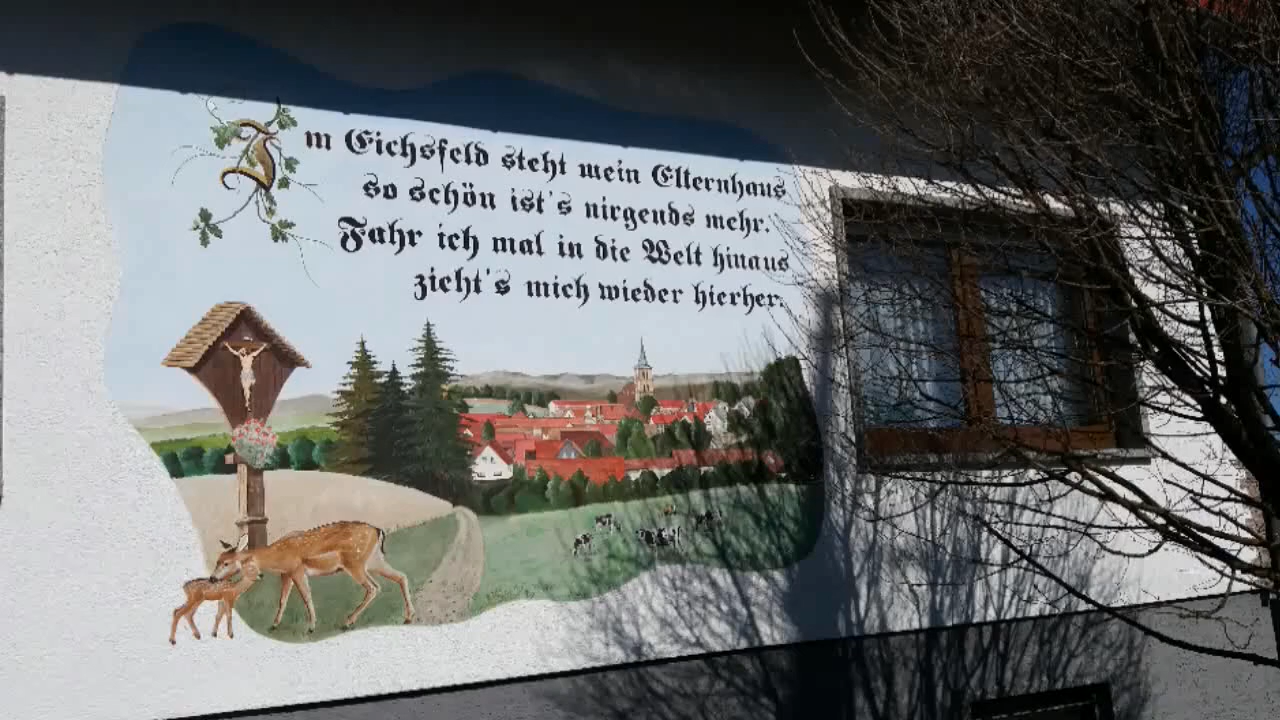 Im Eichsfeld steht mein Elternhaus
so schön ist's nirgends mehr.
Fahr ich mal in die Welt hinaus
zieht's mich wieder hierher.